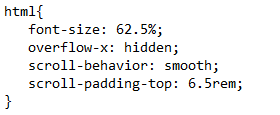 html{
    font-size: 62.5%;
    overflow-x: hidden;
    scroll-behavior: smooth;
    scroll-padding-top: 6.5rem;
}